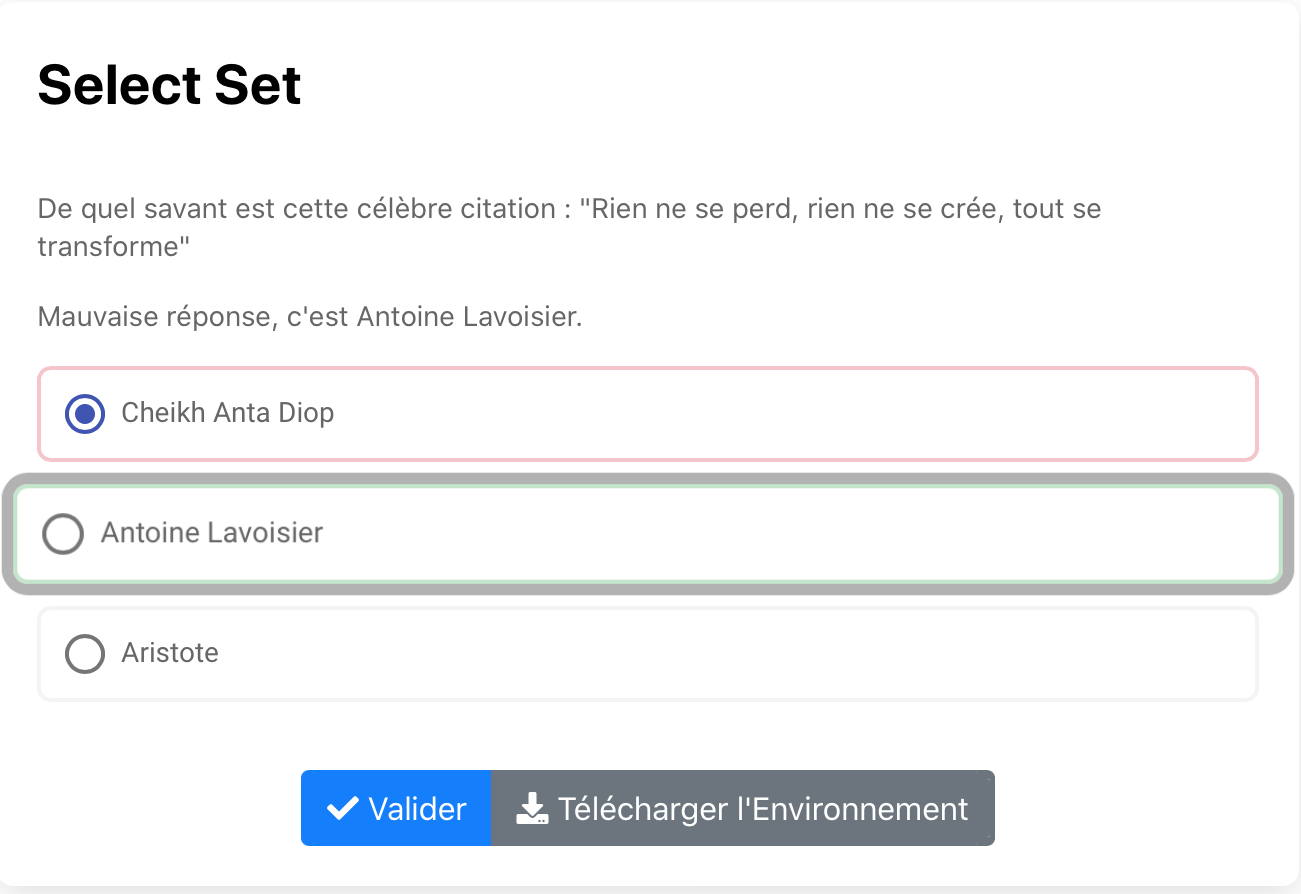 Select Set
De quel savant est cette célèbre citation : "Rien ne se perd, rien ne se crée, tout se
transforme"
Mauvaise réponse, c'est Antoine Lavoisier.
Cheikh Anta Diop
Antoine Lavoisier
Aristote
Valider
Télécharger l'Environnement